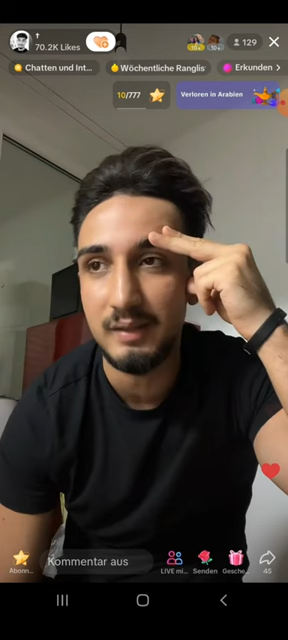 †
70.2K Likes
129
Chatten und Int...
Wöchentliche Ranglis
Erkunden >
10/777
Verloren in Arabien
Kommentar aus
Abonn...
LIVE mi...
Senden
Gesche...
45